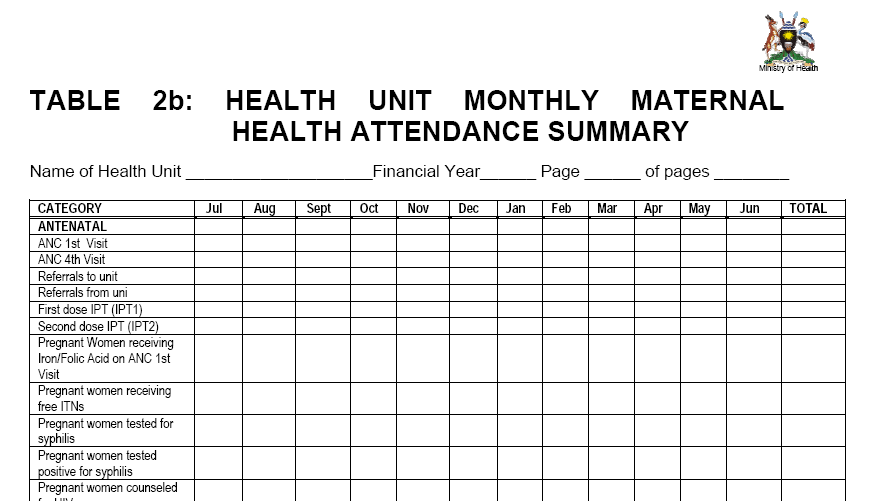 Ministry of Health
TABLE 2b: HEALTH UNIT MONTHLY MATERNAL
HEALTH ATTENDANCE SUMMARY
Name of Health Unit ____________________Financial Year______ Page ______ of pages ________
CATEGORY Jul Aug Sept Oct Nov Dec Jan Feb Mar Apr May Jun TOTAL
ANTENATAL
ANC 1st Visit
ANC 4th Visit
Referrals to unit
Referrals from uni
First dose IPT (IPT1)
Second dose IPT (IPT2)
Pregnant Women receiving
Iron/Folic Acid on ANC 1st
Visit
Pregnant women receiving
free ITNs
Pregnant women tested for
syphilis
Pregnant women tested
positive for syphilis
Pregnant women counseled